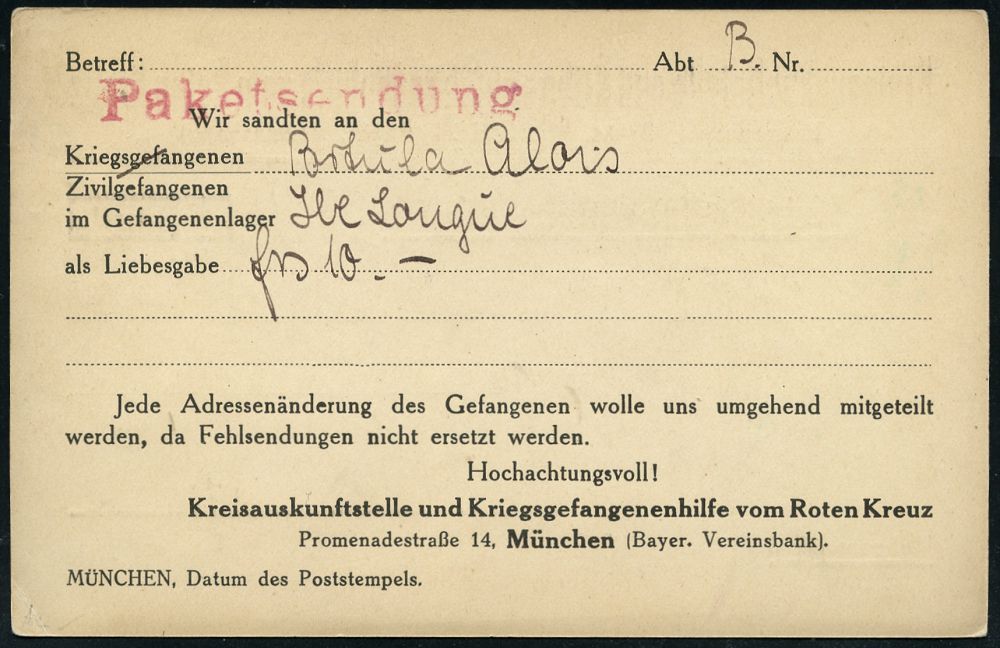 Betreff: Abt B. Nr.
Paketsendung
Wir sandten an den
Kriegsgefangenen Alois
Zivilgefangenen
im Gefangenenlager Ile Longue
als Liebesgabe frs 10.—
Jede Adressenänderung des Gefangenen wolle uns umgehend mitgeteilt
werden, da Fehlsendungen nicht ersetzt werden.
Hochachtungsvoll!
Kreisauskunftstelle und Kriegsgefangenenhilfe vom Roten Kreuz
Promenadestraße 14, München (Bayer. Vereinsbank).
MÜNCHEN, Datum des Poststempels.